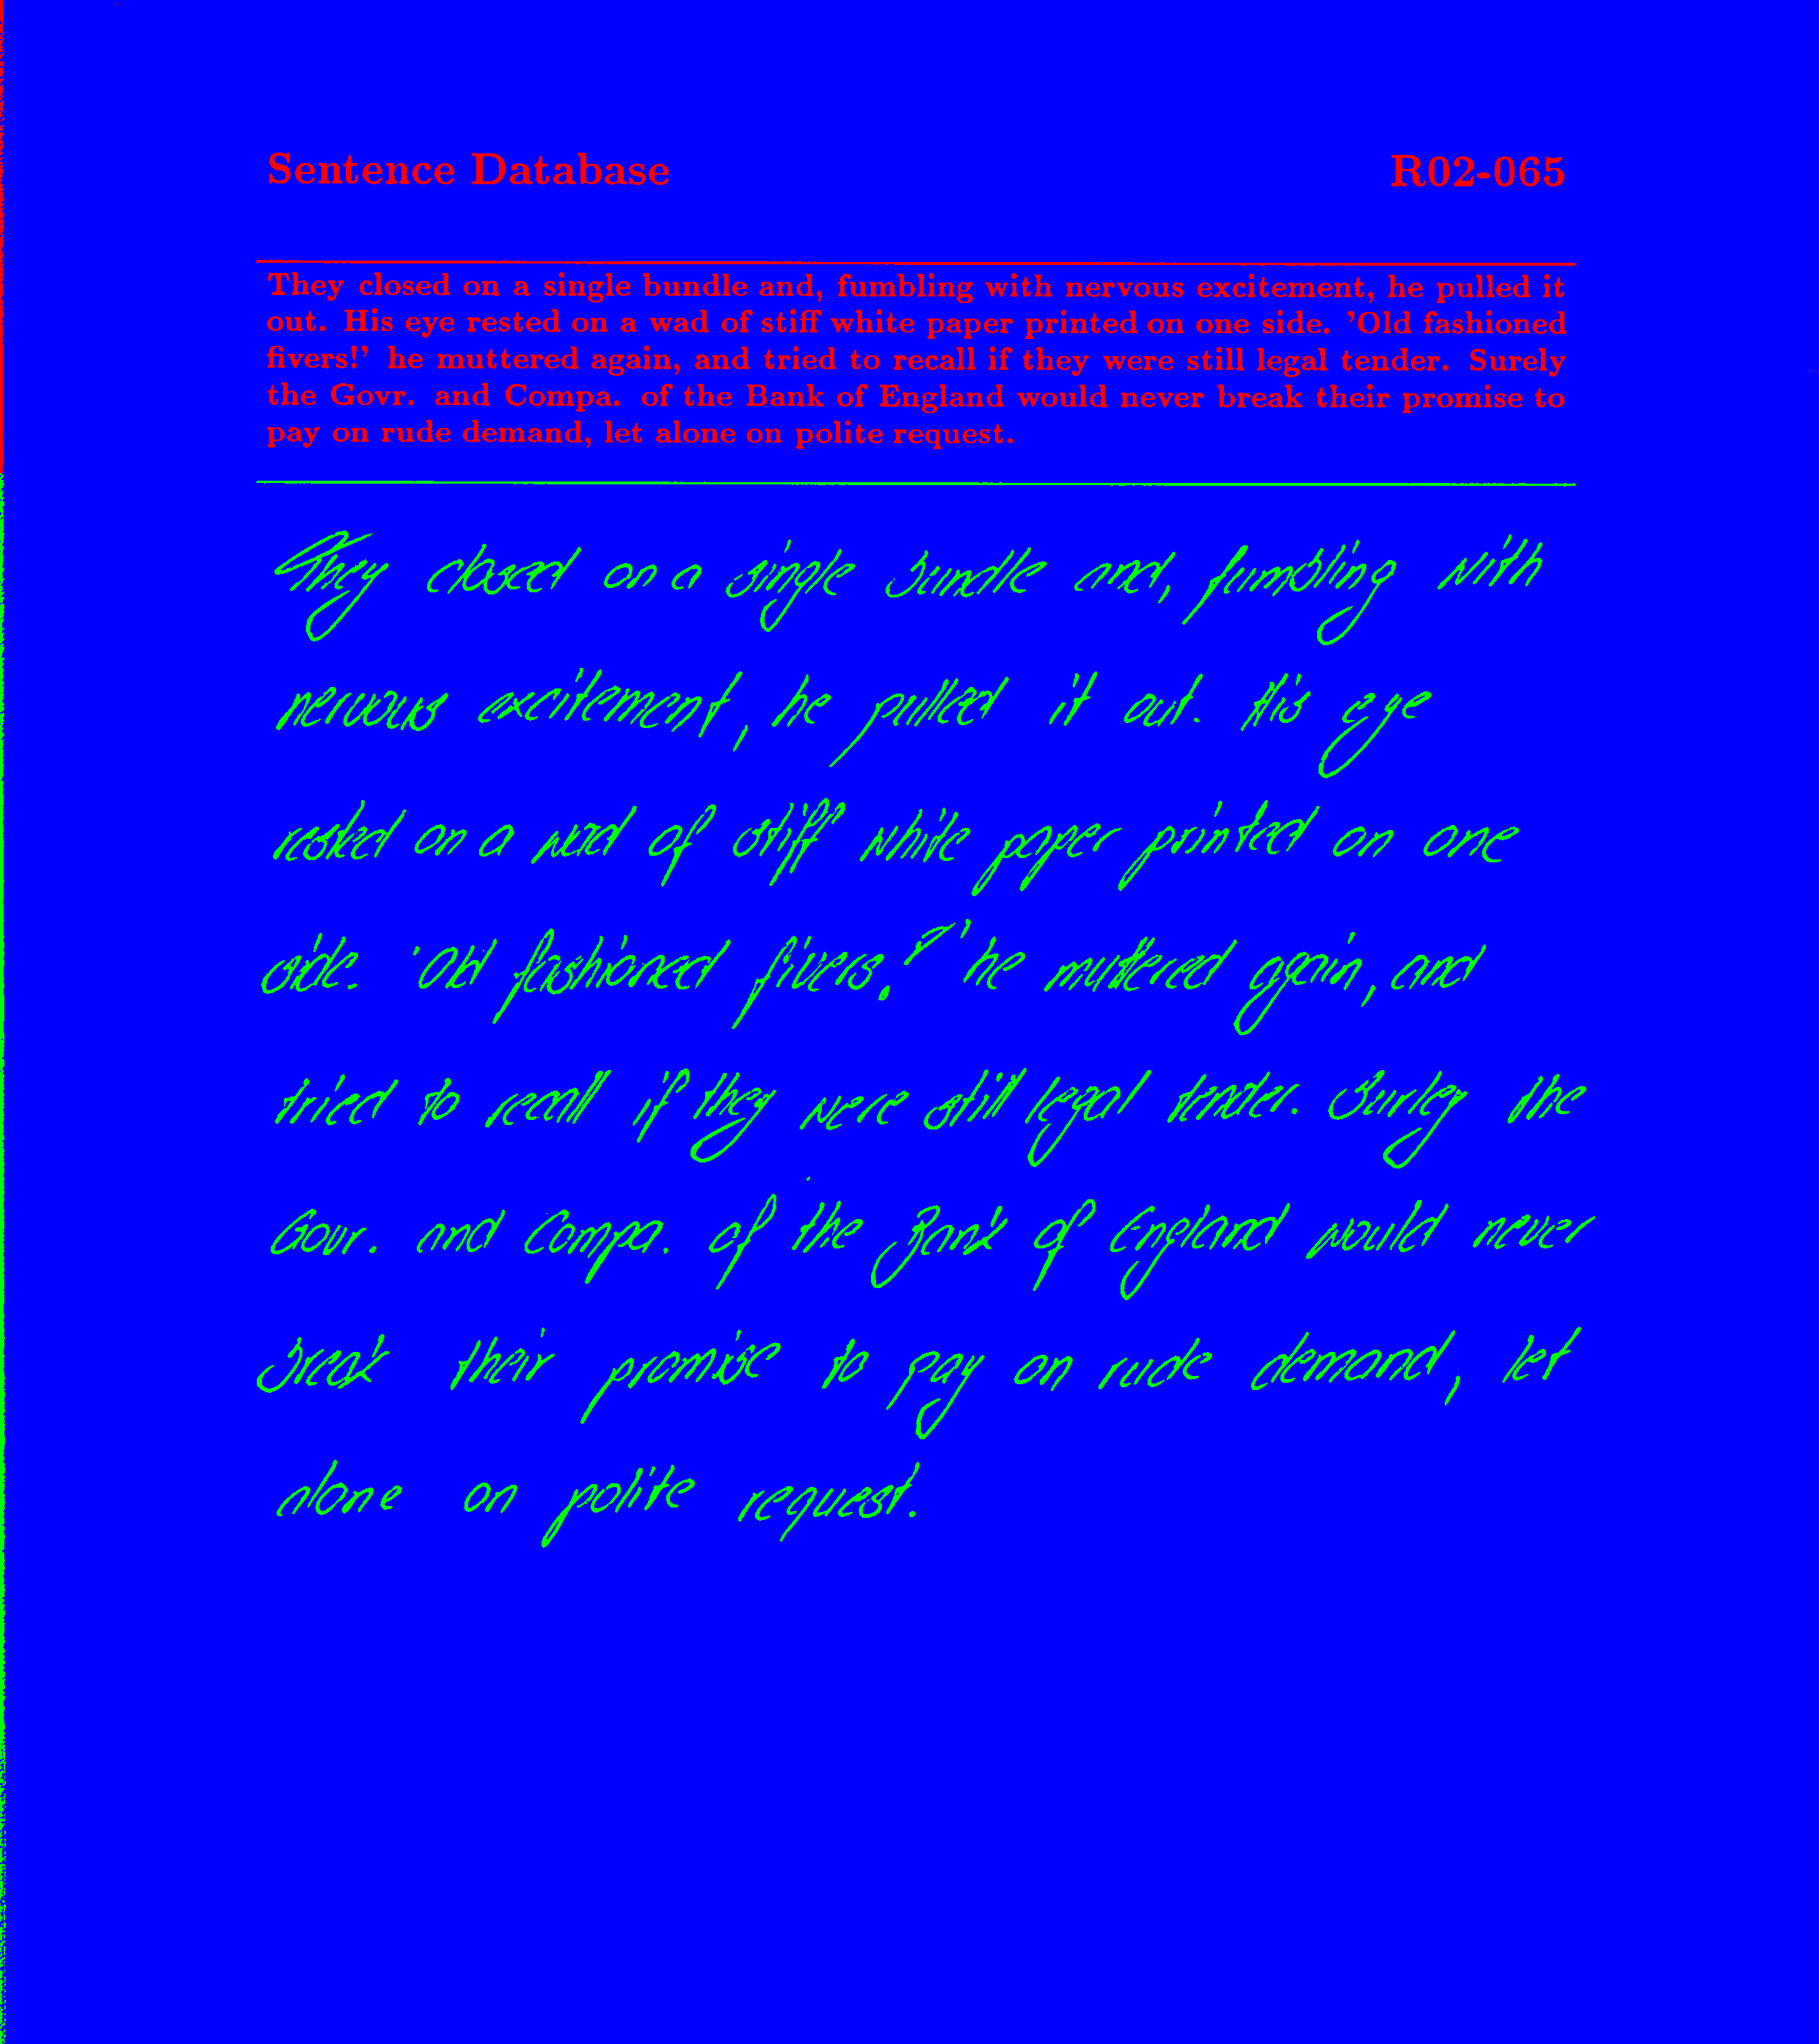 Sentence Database R02-065
They closed on a single bundle and, fumbling with nervous excitement, he pulled it
out. His eye rested on a wad of stiff white paper printed on one side. 'Old fashioned
fivers!' he muttered again, and tried to recall if they were still legal tender. Surely
the Govr. and Compa. of the Bank of England would never break their promise to
pay on rude demand, let alone on polite request.
They closed on a single bundle and, fumbling with
nervous excitement, he pulled it out. His eye
rested on a wad of stiff white paper printed on one
side. 'Old fashioned fivers!' he muttered again, and
tried to recall if they were still legal tender. Surley the
Govr. and Compa. of the Bank of England would never
break their promise to pay on rude demand, let
alone on polite request.